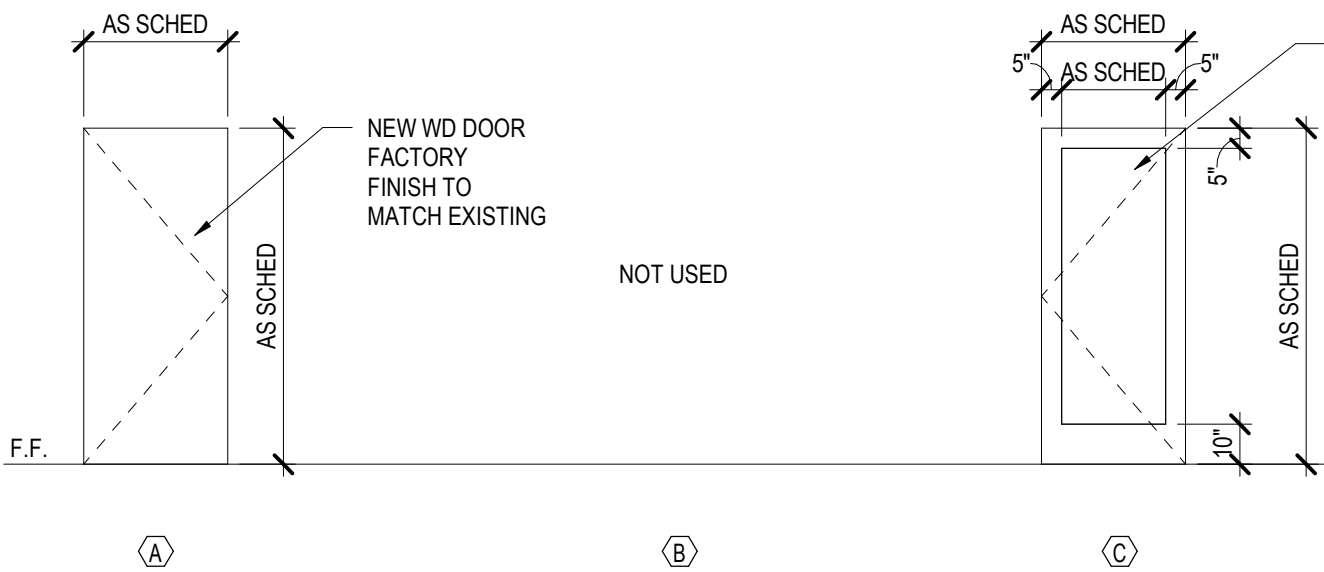 AS SCHED
NEW WD DOOR
FACTORY
FINISH TO
MATCH EXISTING
AS SCHED
F.F.
A
NOT USED
B
AS SCHED
5"
AS SCHED
5"
5"
AS SCHED
10"
C